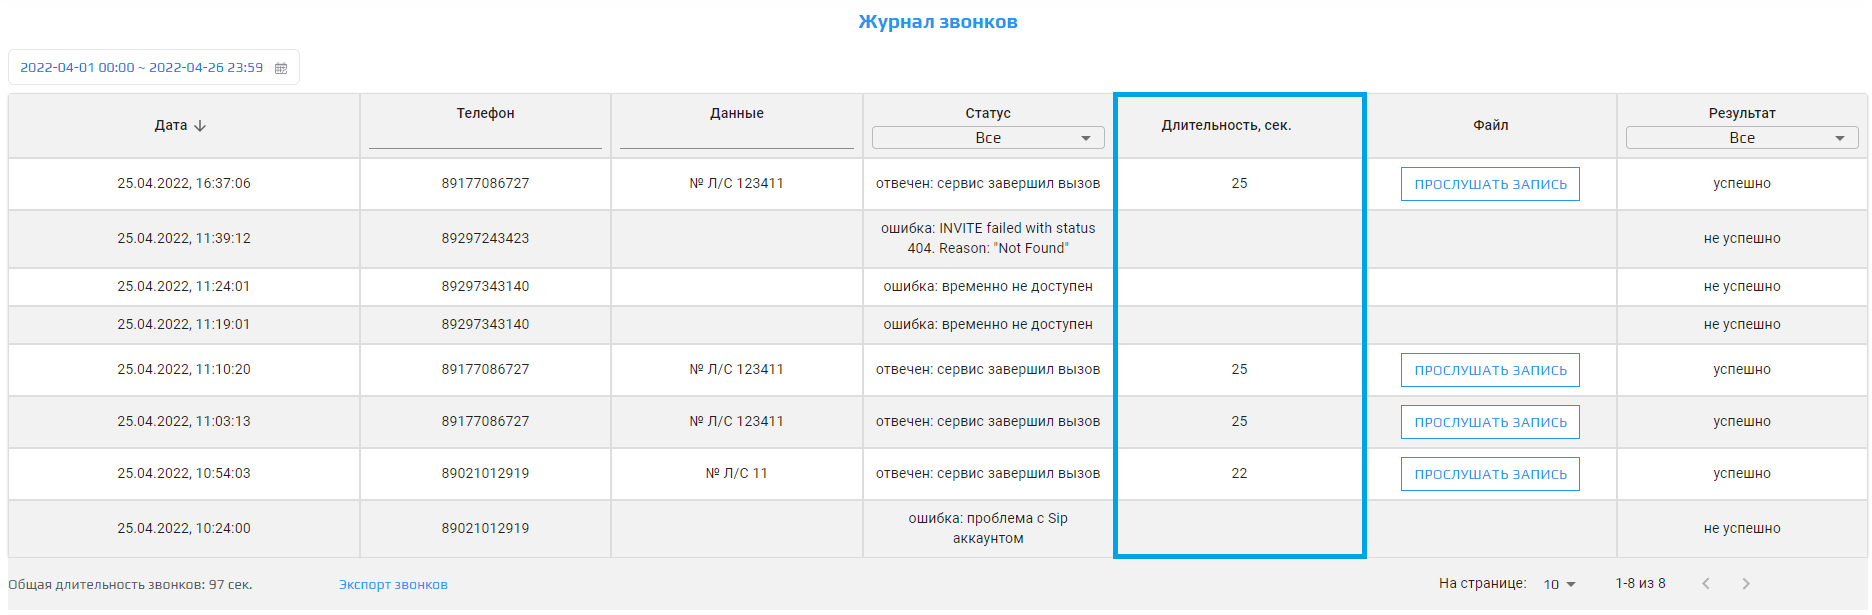 Журнал звонков
2022-04-01 00:00 ~ 2022-04-26 23:59
Дата Телефон Данные Статус Длительность, сек. Файл Результат
Все Все
25.04.2022, 16:37:06 89177086727 № Л/С 123411 отвечен: сервис завершил вызов 25 ПРОСЛУШАТЬ ЗАПИСЬ успешно
25.04.2022, 11:39:12 89297243423 ошибка: INVITE failed with status не успешно
404. Reason: "Not Found"
25.04.2022, 11:24:01 89297343140 ошибка: временно не доступен не успешно
25.04.2022, 11:19:01 89297343140 ошибка: временно не доступен не успешно
25.04.2022, 11:10:20 89177086727 № Л/С 123411 отвечен: сервис завершил вызов 25 ПРОСЛУШАТЬ ЗАПИСЬ успешно
25.04.2022, 11:03:13 89177086727 № Л/С 123411 отвечен: сервис завершил вызов 25 ПРОСЛУШАТЬ ЗАПИСЬ успешно
25.04.2022, 10:54:03 89021012919 № Л/С 11 отвечен: сервис завершил вызов 22 ПРОСЛУШАТЬ ЗАПИСЬ успешно
25.04.2022, 10:24:00 89021012919 ошибка: проблема с Sip не успешно
аккаунтом
Общая длительность звонков: 97 сек. Экспорт звонков На странице: 10 1-8 из 8